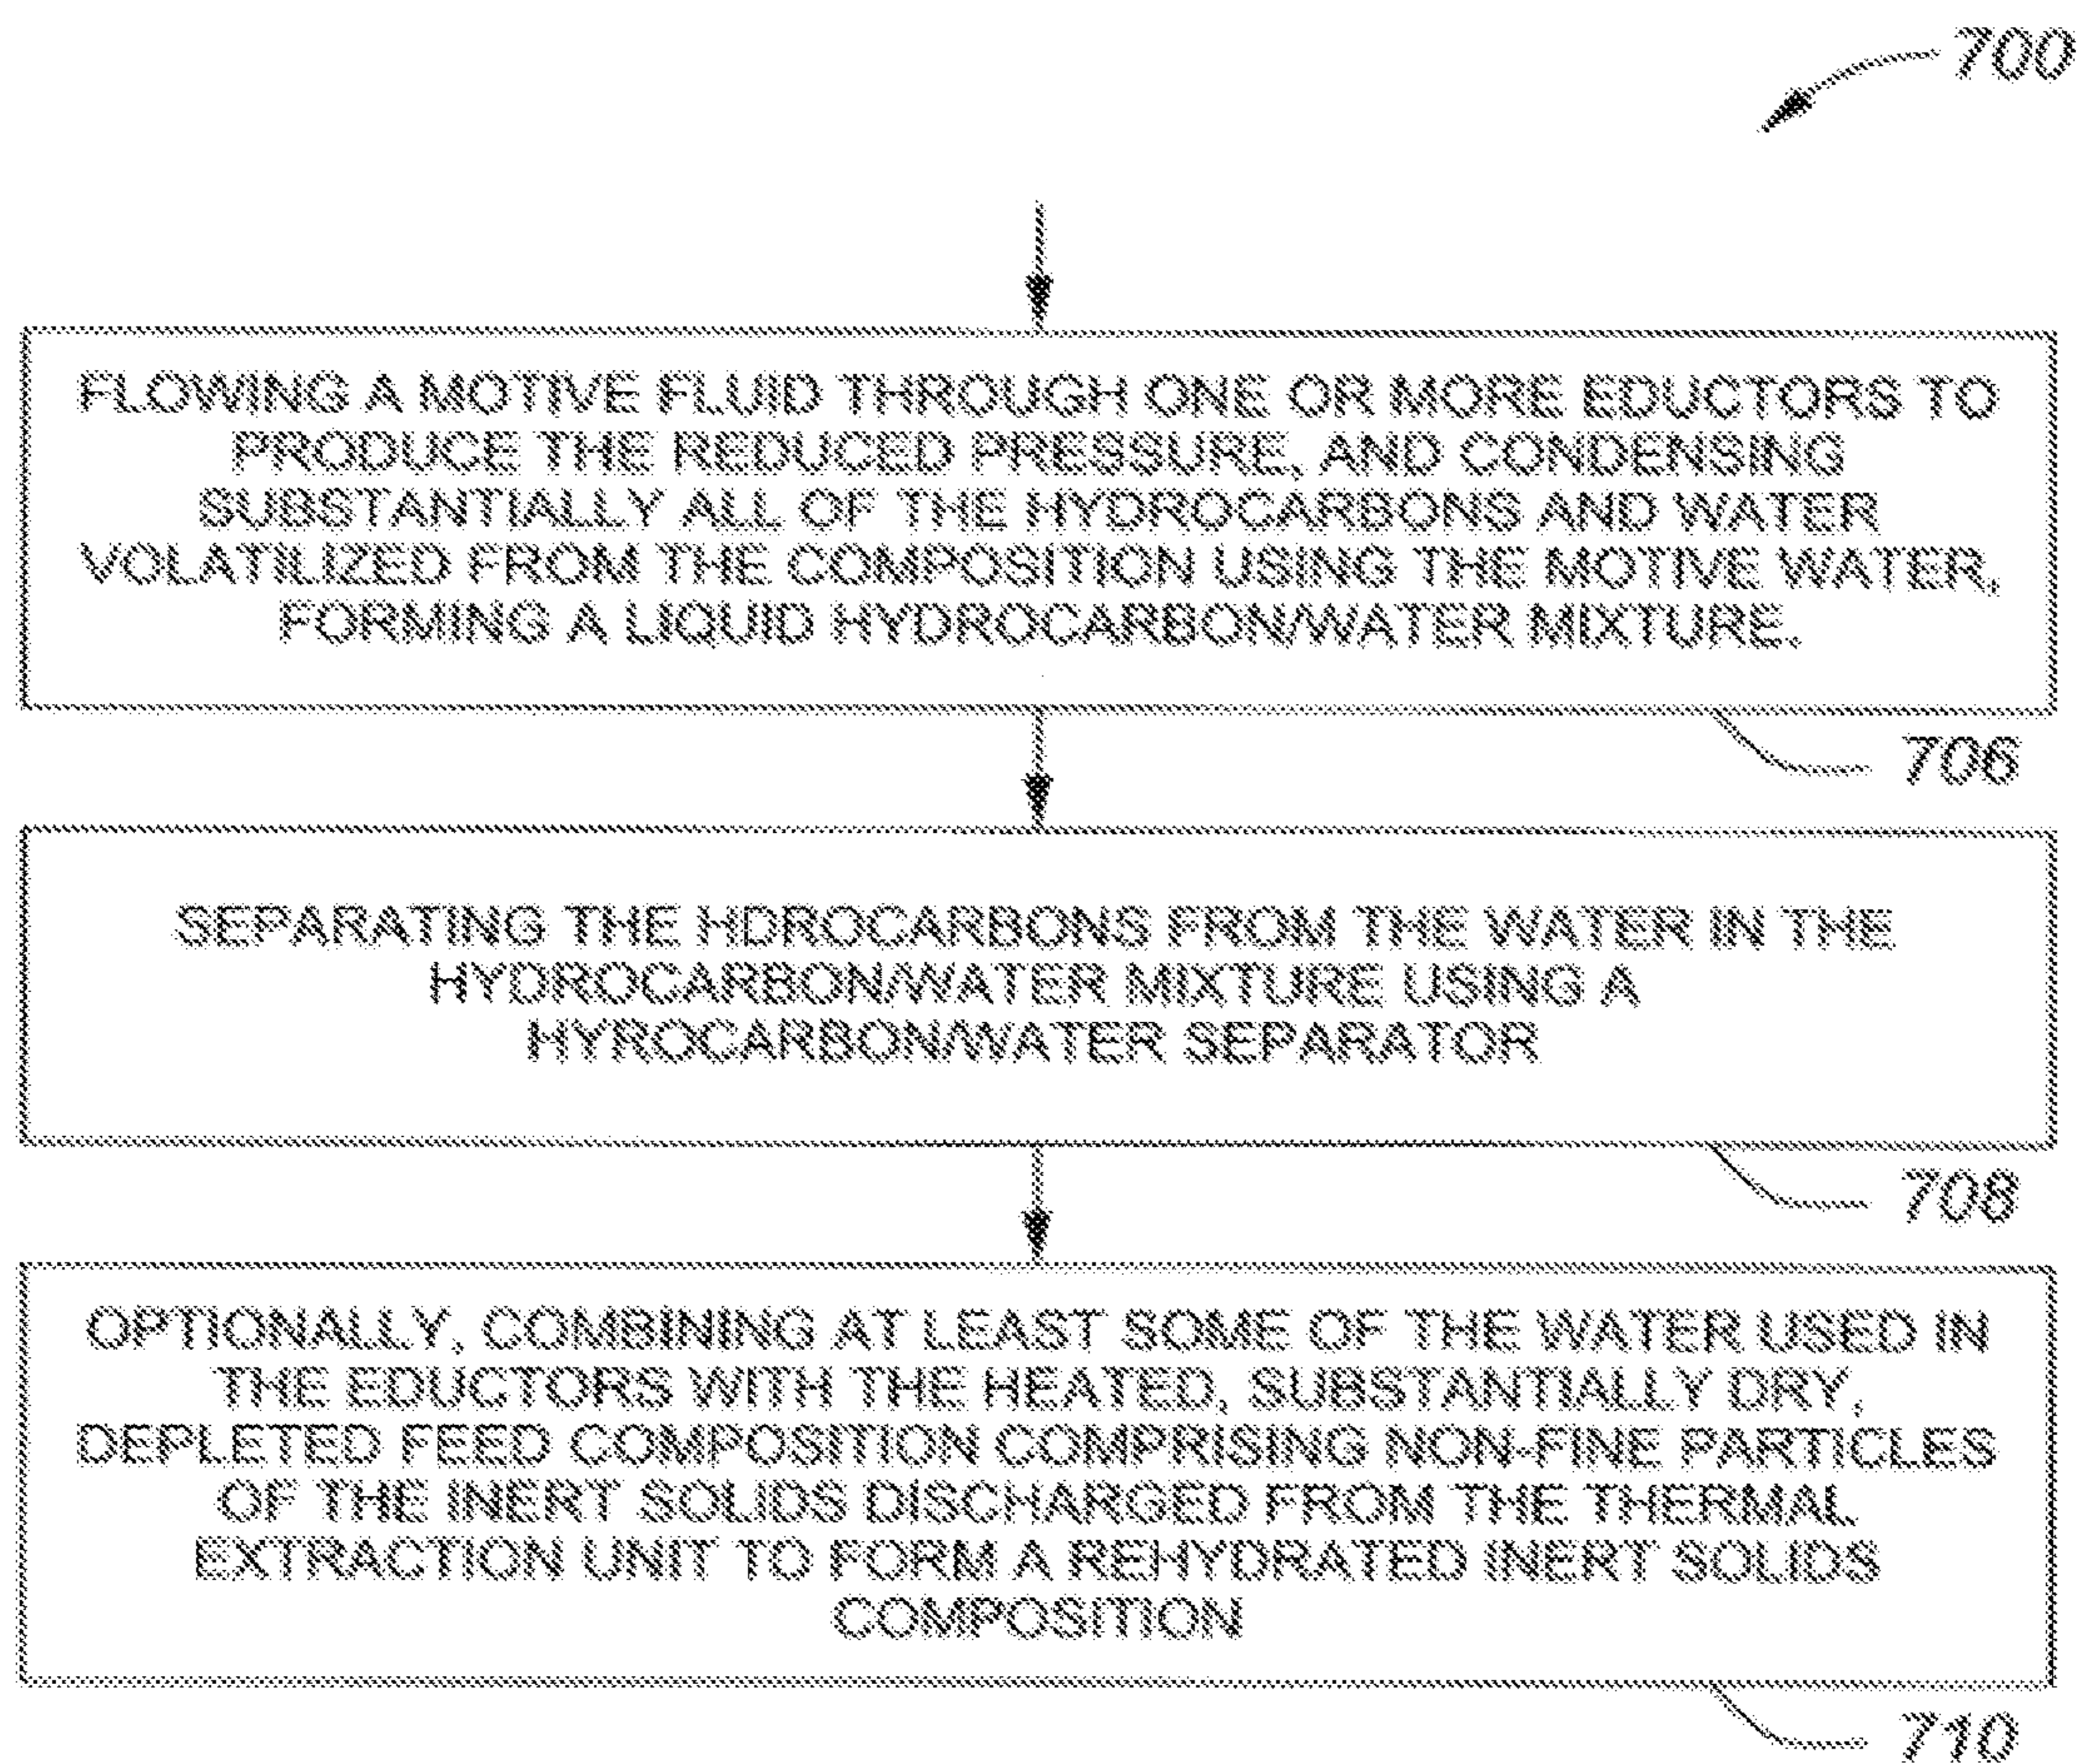 700
FLOWING A MOTIVE FLUID THROUGH ONE OR MORE EDUCTORS TO
PRODUCE THE REDUCED PRESSURE, AND CONDENSING
SUBSTANTIALLY ALL OF THE HYDROCARBONS AND WATER
VOLATILIZED FROM THE COMPOSITION USING THE MOTIVE WATER,
FORMING A LIQUID HYDROCARBON/WATER MIXTURE.
706
SEPARATING THE HDROCARBONS FROM THE WATER IN THE
HYDROCARBON/WATER MIXTURE USING A
HYROCARBON/WATER SEPARATOR
708
OPTIONALLY, COMBINING AT LEAST SOME OF THE WATER USED IN
THE EDUCTORS WITH THE HEATED, SUBSTANTIALLY DRY,
DEPLETED FEED COMPOSITION COMPRISING NON-FINE PARTICLES
OF THE INERT SOLIDS DISCHARGED FROM THE THERMAL
EXTRACTION UNIT TO FORM A REHYDRATED INERT SOLIDS
COMPOSITION
710